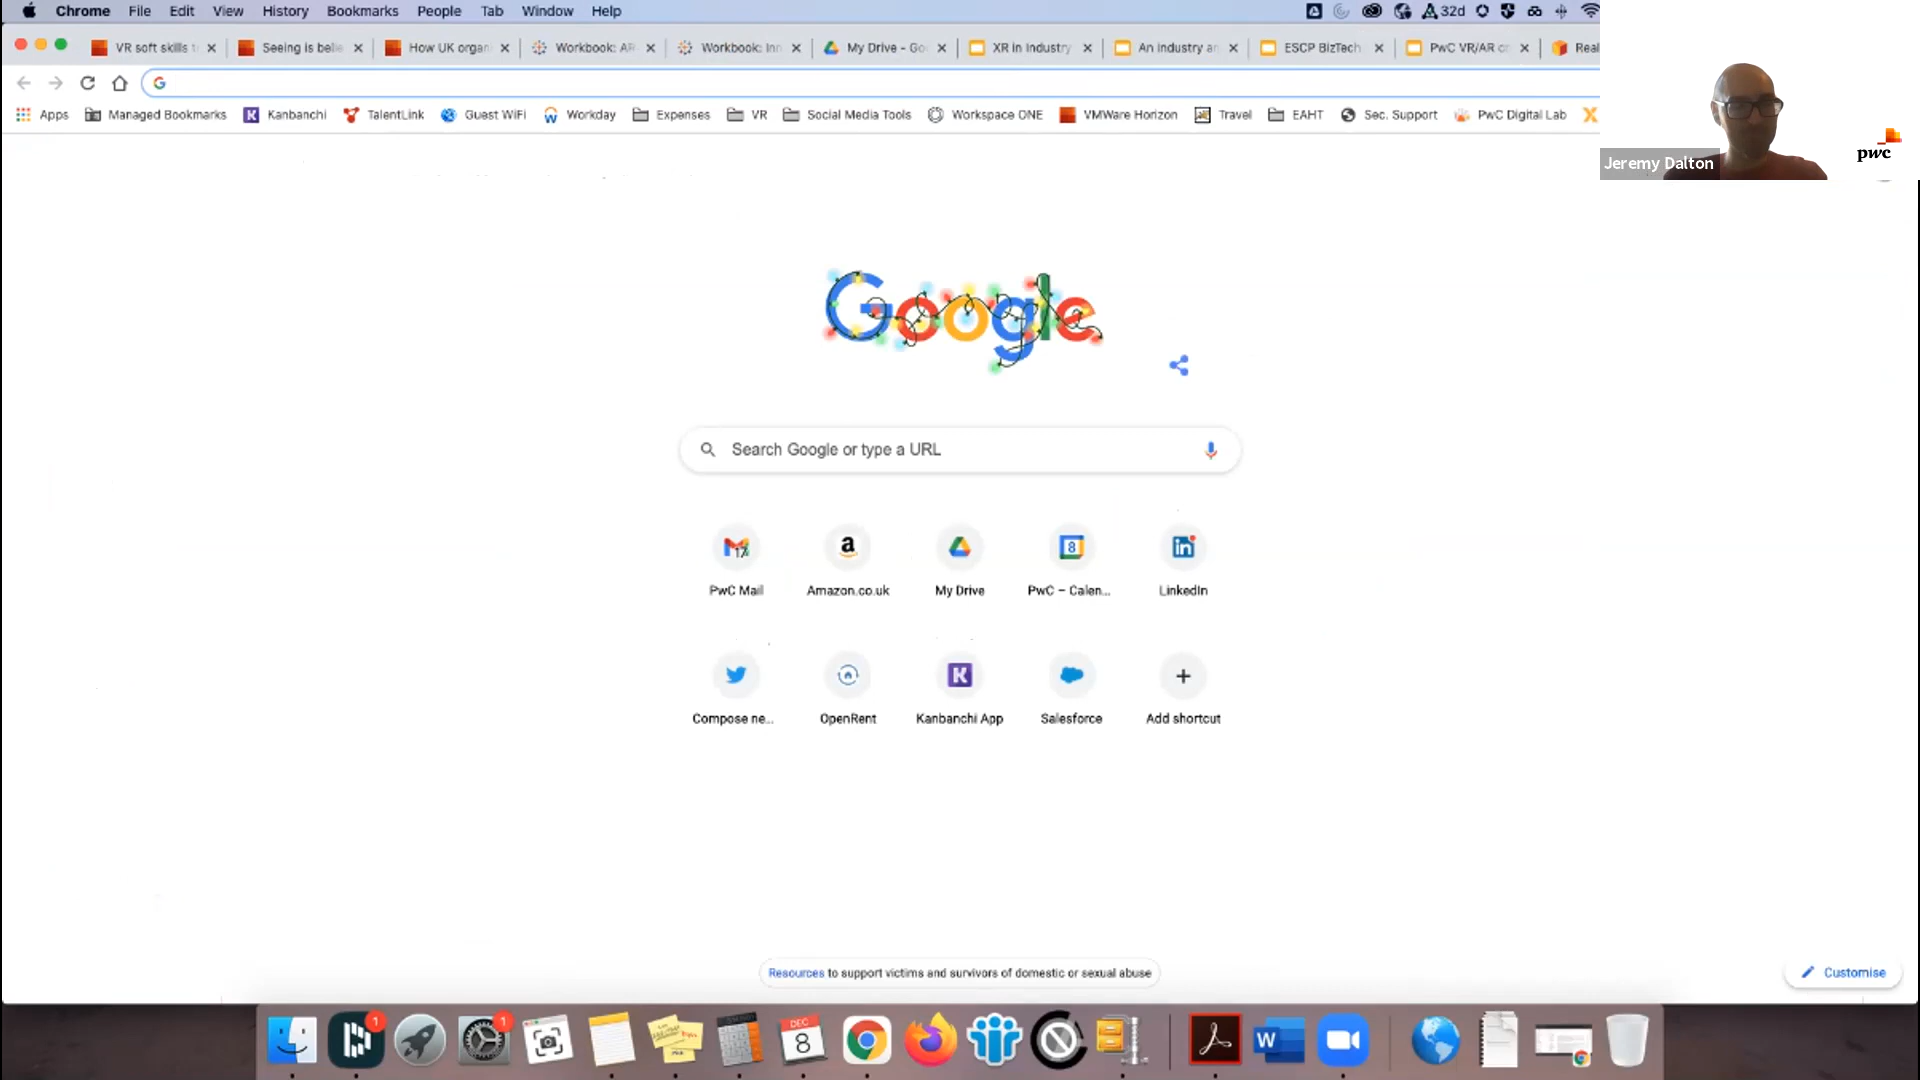 Chrome File Edit View History Bookmarks People Tab Window Help 32d
VR soft skills Seeing is belie How UK organ Workbook: AR Workbook: Inn My Drive - Go XR in Industry An industry an ESCP BizTech PwC VR/AR Real
Apps Managed Bookmarks Kanbanchi TalentLink Guest WiFi Workday Expenses VR Social Media Tools Workspace ONE VMWare Horizon Travel EAHT Sec. Support PwC Digital Lab
pwc
Jeremy Dalton
Google
Search Google or type a URL
PwC Mail Amazon.co.uk My Drive PwC – Calen... LinkedIn
Compose ne... OpenRent Kanbanchi App Salesforce Add shortcut
Resources to support victims and survivors of domestic or sexual abuse
Customise
DEC
8